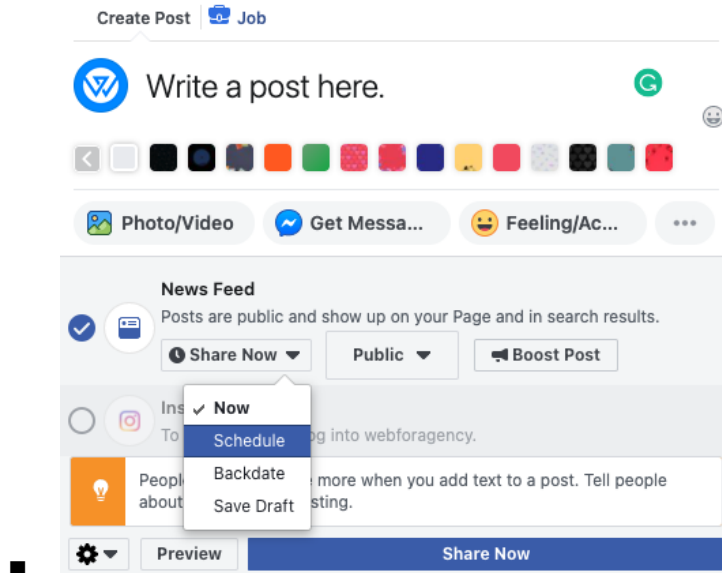 Create Post Job
Write a post here.
Photo/Video Get Messa... Feeling/Ac...
News Feed
Posts are public and show up on your Page and in search results.
Share Now Public Boost Post
Ins
Now
To og into webforagency.
Schedule
Backdate
Save Draft
Peopl more when you add text to a post. Tell people
about sting.
Preview Share Now